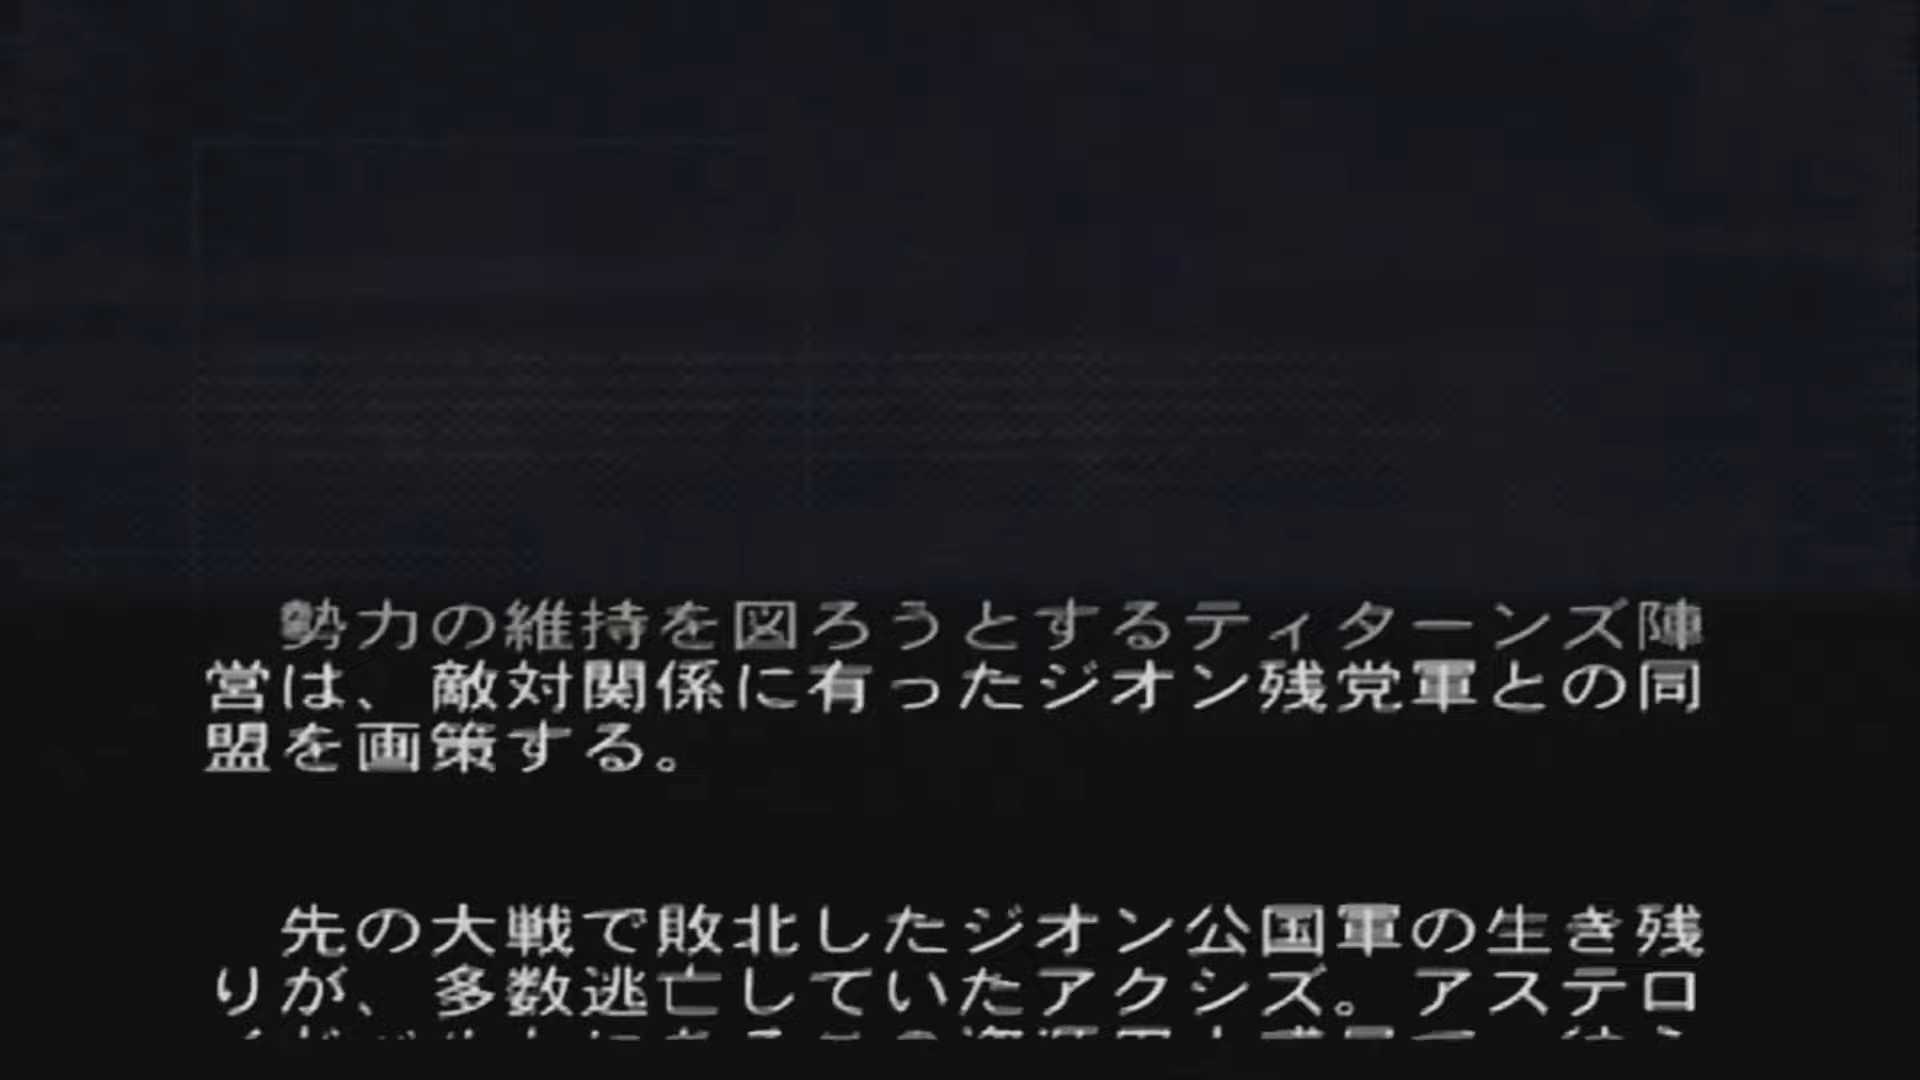 勢力の維持を図ろうとするティターンズ陣
営は、敵対関係に有ったジオン残党軍との同
盟を画策する。
先の大戦で敗北したジオン公国軍の生き残
りが、多数逃亡していたアクシズ。アステロ